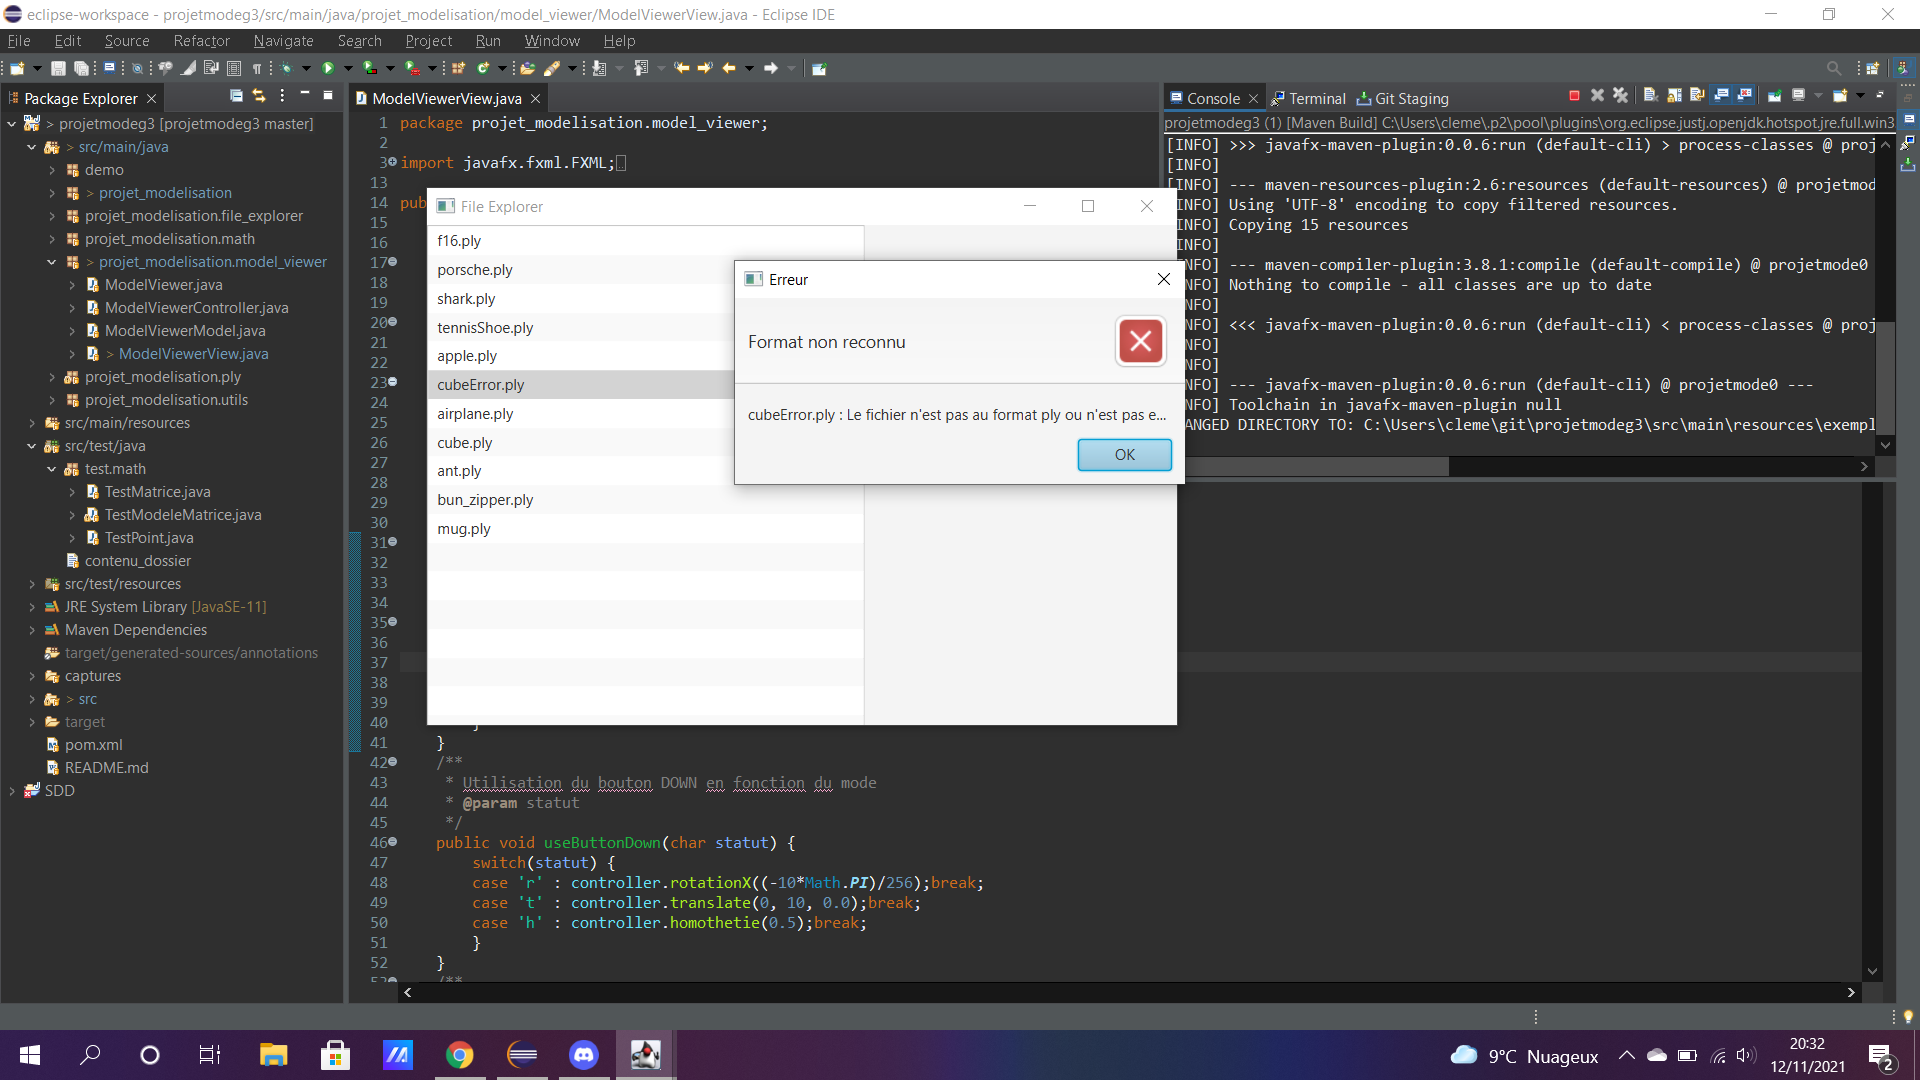 eclipse-workspace - projetmodeg3/src/main/java/projet_modelisation/model_viewer/ModelViewerView.java - Eclipse IDE
File Edit Source Refactor Navigate Search Project Run Window Help
Package Explorer
> projetmodeg3 [projetmodeg3 master]
> src/main/java
demo
> projet_modelisation
projet_modelisation.file_explorer
projet_modelisation.math
> projet_modelisation.model_viewer
ModelViewer.java
ModelViewerController.java
ModelViewerModel.java
> ModelViewerView.java
projet_modelisation.ply
projet_modelisation.utils
src/main/resources
src/test/java
test.math
TestMatrice.java
TestModeleMatrice.java
TestPoint.java
contenu_dossier
src/test/resources
JRE System Library [JavaSE-11]
Maven Dependencies
target/generated-sources/annotations
captures
> src
target
pom.xml
README.md
SDD
ModelViewerView.java
1 package projet_modelisation.model_viewer;
2
3 import javafx.fxml.FXML;
13
14 pub
15
16
17
18
19
20
21
22
23
24
25
26
27
28
29
30
31
32
33
34
35
36
37
38
39
40
41 }
42 /**
43 * Utilisation du bouton DOWN en fonction du mode
44 * @param statut
45 */
46 public void useButtonDown(char statut) {
47 switch(statut) {
48 case 'r' : controller.rotationX((-10*Math.PI)/256);break;
49 case 't' : controller.translate(0, 10, 0.0);break;
50 case 'h' : controller.homothetie(0.5);break;
51 }
52 }
53 /**
File Explorer
f16.ply
porsche.ply
shark.ply
tennisShoe.ply
apple.ply
cubeError.ply
airplane.ply
cube.ply
ant.ply
bun_zipper.ply
mug.ply
Erreur
Format non reconnu
cubeError.ply : Le fichier n'est pas au format ply ou n'est pas e...
OK
Console Terminal Git Staging
projetmodeg3 (1) [Maven Build] C:\Users\cleme\.p2\pool\plugins\org.eclipse.justj.openjdk.hotspot.jre.full.win3
[INFO] >>> javafx-maven-plugin:0.0.6:run (default-cli) > process-classes @ proj
[INFO]
[INFO] --- maven-resources-plugin:2.6:resources (default-resources) @ projetmod
INFO] Using 'UTF-8' encoding to copy filtered resources.
INFO] Copying 15 resources
INFO]
NFO] --- maven-compiler-plugin:3.8.1:compile (default-compile) @ projetmode0
NFO] Nothing to compile - all classes are up to date
NFO]
NFO] <<< javafx-maven-plugin:0.0.6:run (default-cli) < process-classes @ proj
NFO]
NFO]
NFO] --- javafx-maven-plugin:0.0.6:run (default-cli) @ projetmode0 ---
NFO] Toolchain in javafx-maven-plugin null
ANGED DIRECTORY TO: C:\Users\cleme\git\projetmodeg3\src\main\resources\exempl
9°C Nuageux
20:32
12/11/2021
2